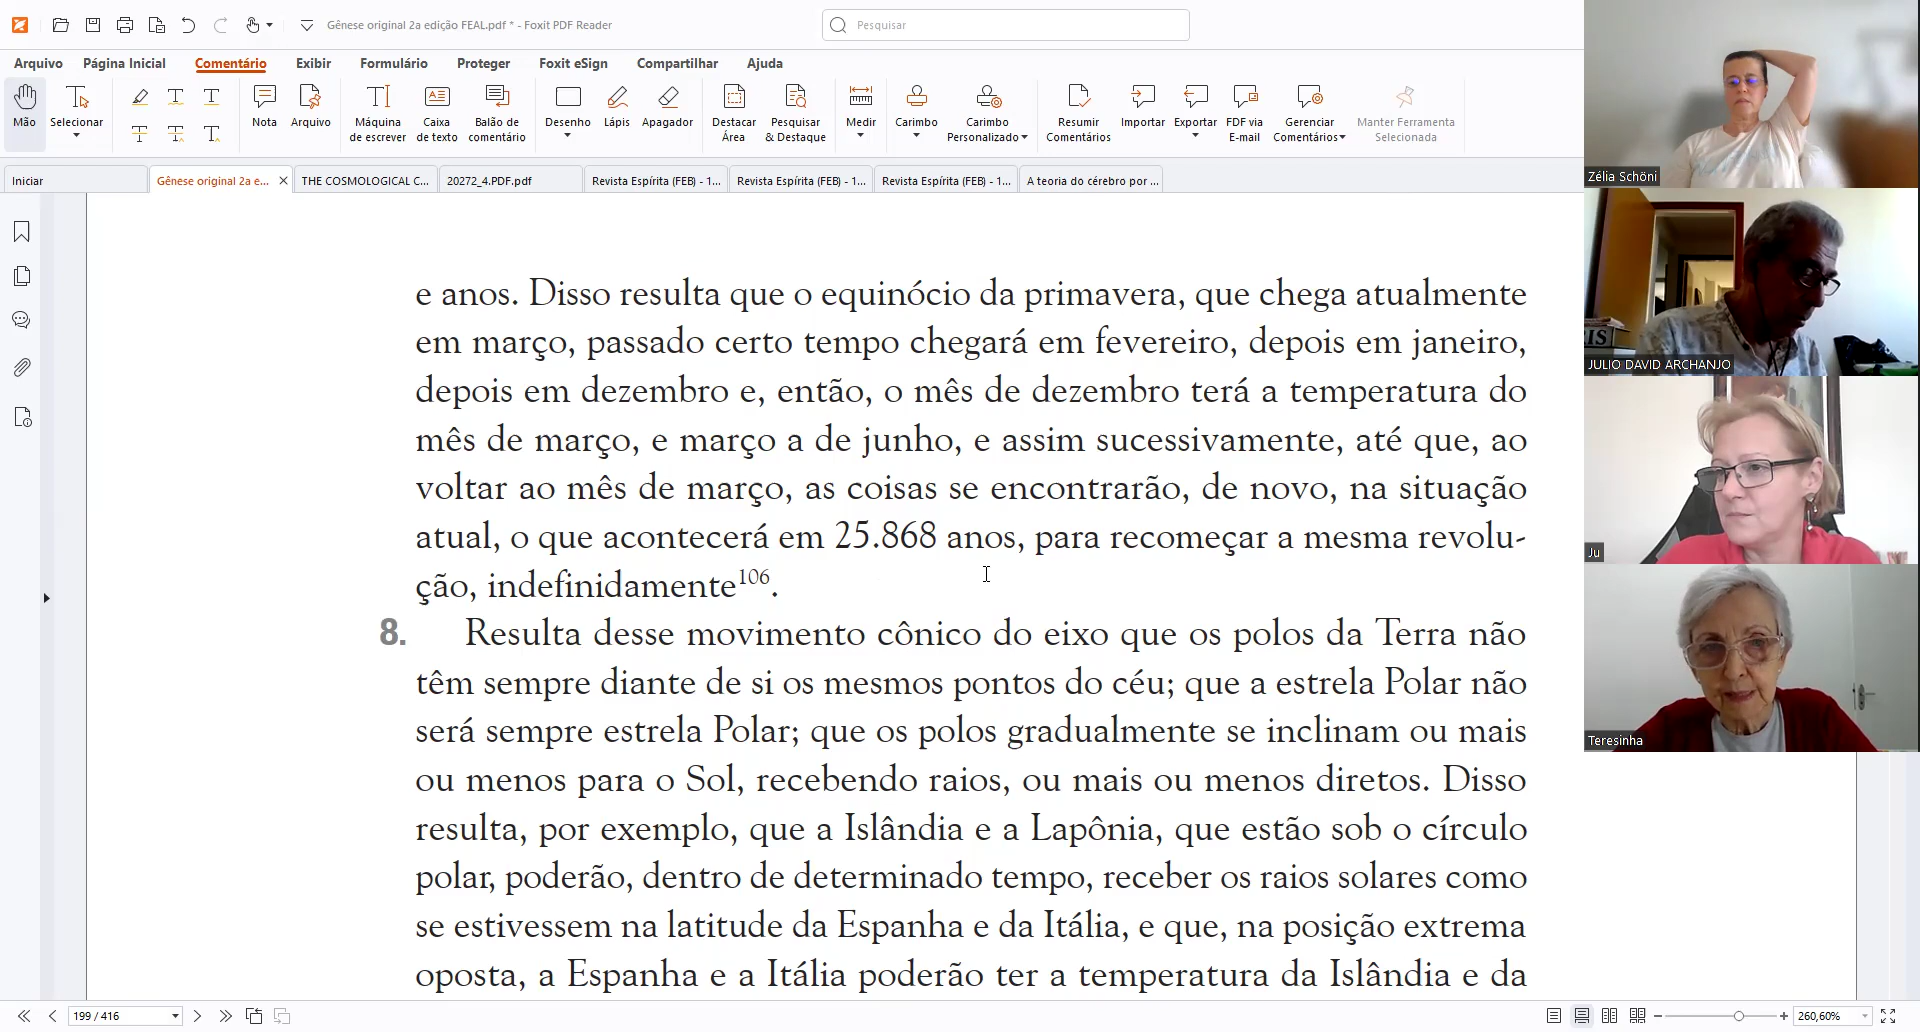 Gênese original 2a edição FEAL.pdf * - Foxit PDF Reader
Pesquisar
Arquivo Página Inicial Comentário Exibir Formulário Proteger Foxit eSign Compartilhar Ajuda
Mão
Selecionar
Nota
Arquivo
Máquina de escrever
Caixa de texto
Balão de comentário
Desenho
Lápis
Apagador
Destacar Área
Pesquisar & Destaque
Medir
Carimbo
Carimbo Personalizado
Resumir Comentários
Importar
Exportar
FDF via E-mail
Gerenciar Comentários
Manter Ferramenta Selecionada
Iniciar
Gênese original 2a e...
THE COSMOLOGICAL C...
20272_4.PDF.pdf
Revista Espírita (FEB) - 1...
Revista Espírita (FEB) - 1...
Revista Espírita (FEB) - 1...
A teoria do cérebro por ...
e anos. Disso resulta que o equinócio da primavera, que chega atualmente
em março, passado certo tempo chegará em fevereiro, depois em janeiro,
depois em dezembro e, então, o mês de dezembro terá a temperatura do
mês de março, e março a de junho, e assim sucessivamente, até que, ao
voltar ao mês de março, as coisas se encontrarão, de novo, na situação
atual, o que acontecerá em 25.868 anos, para recomeçar a mesma revolu-
ção, indefinidamente106.
8. Resulta desse movimento cônico do eixo que os polos da Terra não
têm sempre diante de si os mesmos pontos do céu; que a estrela Polar não
será sempre estrela Polar; que os polos gradualmente se inclinam ou mais
ou menos para o Sol, recebendo raios, ou mais ou menos diretos. Disso
resulta, por exemplo, que a Islândia e a Lapônia, que estão sob o círculo
polar, poderão, dentro de determinado tempo, receber os raios solares como
se estivessem na latitude da Espanha e da Itália, e que, na posição extrema
oposta, a Espanha e a Itália poderão ter a temperatura da Islândia e da
Zélia Schöni
JULIO DAVID ARCHANJO
Ju
Teresinha
199 / 416
260,60%